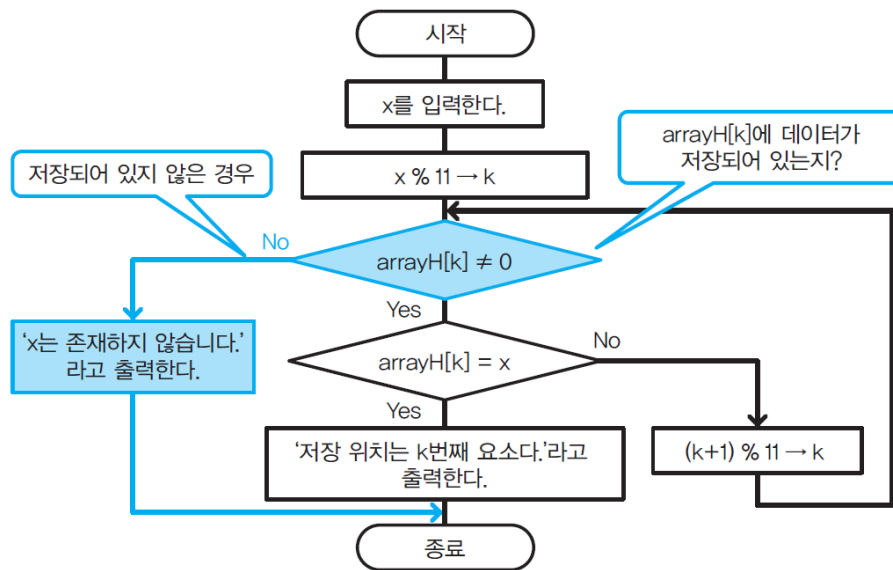 시작
x를 입력한다.
arrayH[k]에 데이터가
저장되어 있는지?
저장되어 있지 않은 경우
x % 11 → k
No
arrayH[k] ≠ 0
Yes
'x는 존재하지 않습니다.'
라고 출력한다.
arrayH[k] = x
No
Yes
'저장 위치는 k번째 요소다.'라고
출력한다.
(k+1) % 11 → k
종료